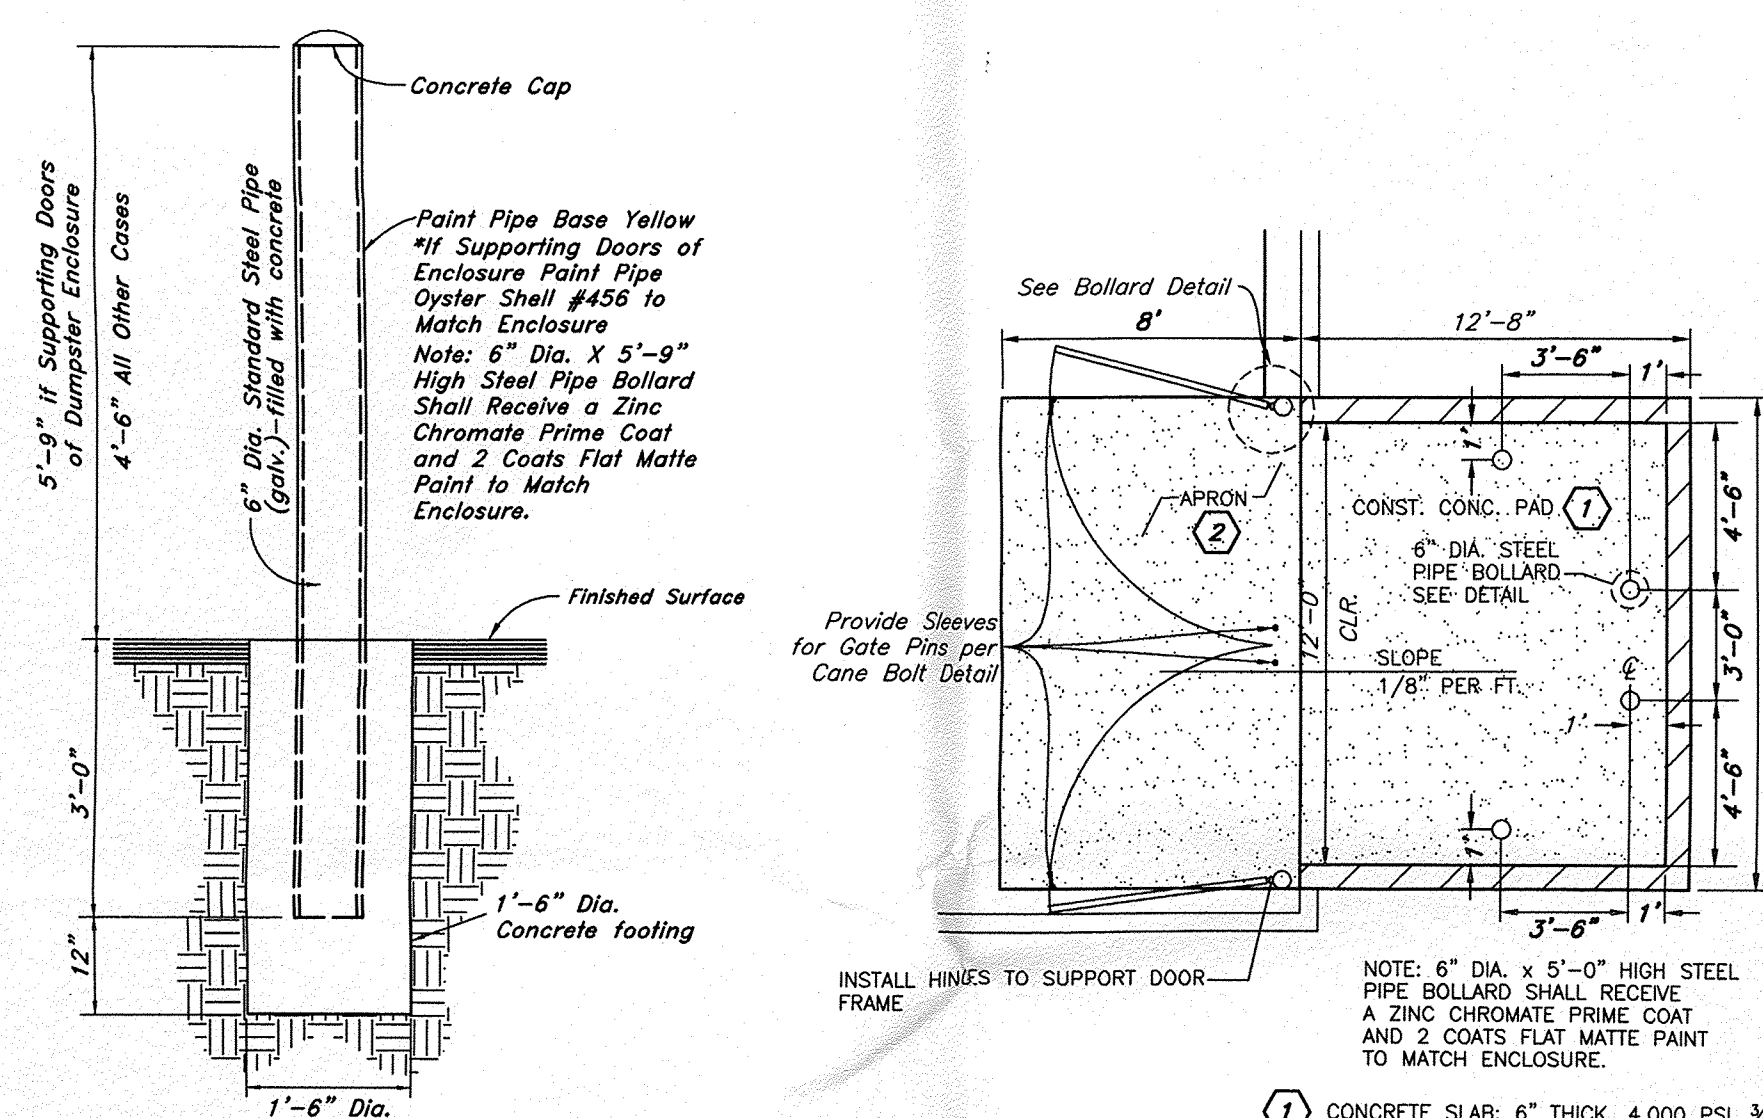 Concrete Cap
5'-9" if Supporting Doors
of Dumpster Enclosure
4'-6" All Other Cases
6" Dia. Standard Steel Pipe
(galv.)-filled with concrete
Paint Pipe Base Yellow
*If Supporting Doors of
Enclosure Paint Pipe
Oyster Shell #456 to
Match Enclosure
Note: 6" Dia. X 5'-9"
High Steel Pipe Bollard
Shall Receive a Zinc
Chromate Prime Coat
and 2 Coats Flat Matte
Paint to Match
Enclosure.
Finished Surface
3'-0"
12"
1'-6" Dia.
Concrete footing
1'-6" Dia.
See Bollard Detail
8'
12'-8"
3'-6"
1'
1'
APRON
2
CONST. CONC. PAD
1
6" DIA. STEEL
PIPE BOLLARD
SEE DETAIL
4'-6"
Provide Sleeves
for Gate Pins per
Cane Bolt Detail
12'-0"
CLR.
SLOPE
1/8" PER FT.
℄
3'-0"
1'
4'-6"
1'
3'-6"
1'
INSTALL HINGES TO SUPPORT DOOR
FRAME
NOTE: 6" DIA. x 5'-0" HIGH STEEL
PIPE BOLLARD SHALL RECEIVE
A ZINC CHROMATE PRIME COAT
AND 2 COATS FLAT MATTE PAINT
TO MATCH ENCLOSURE.
1 CONCRETE SLAB: 6" THICK, 4,000 PSI,